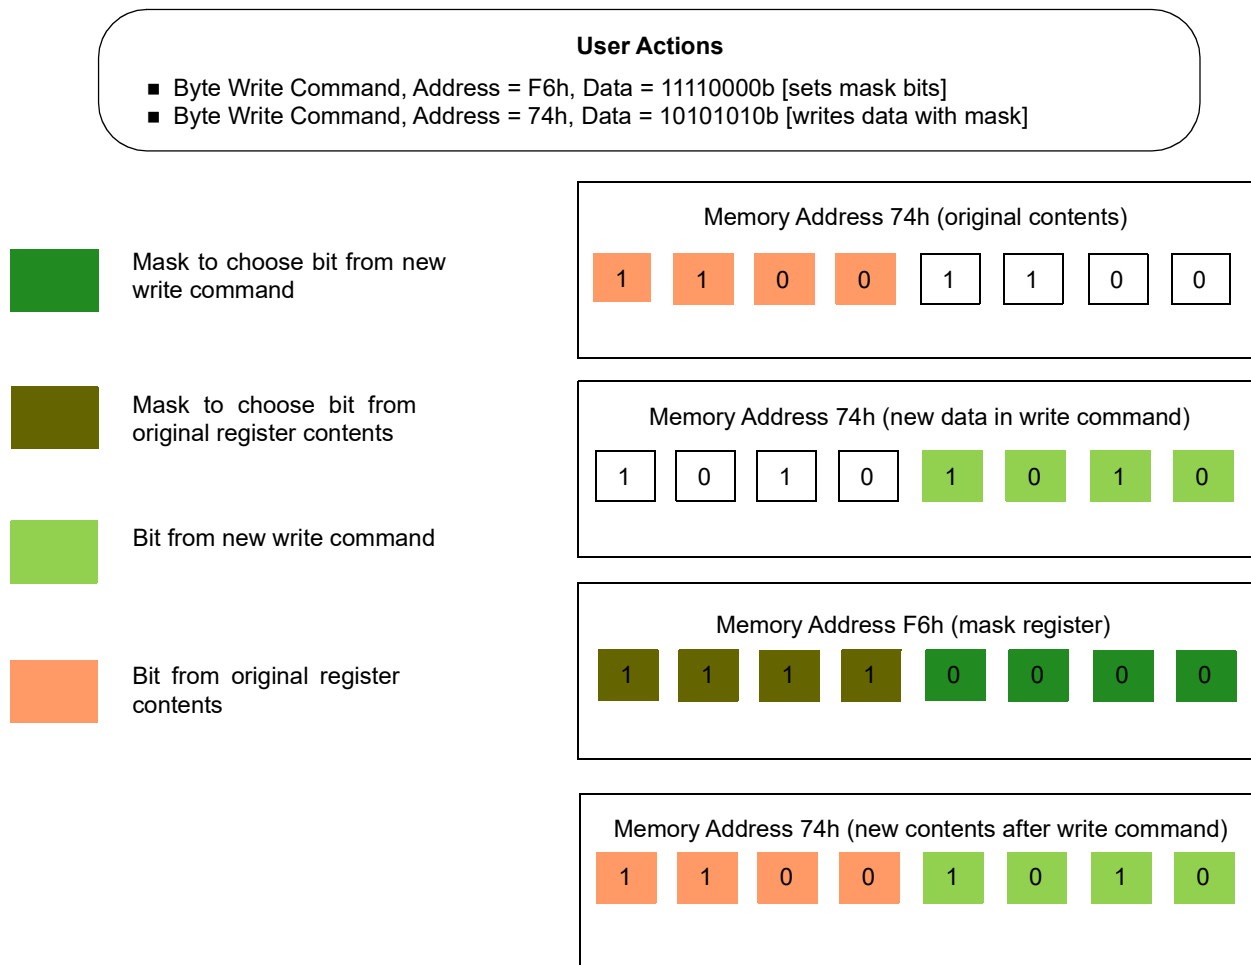 User Actions
■ Byte Write Command, Address = F6h, Data = 11110000b [sets mask bits]
■ Byte Write Command, Address = 74h, Data = 10101010b [writes data with mask]
Mask to choose bit from new
write command
Mask to choose bit from
original register contents
Bit from new write command
Bit from original register
contents
Memory Address 74h (original contents)
1 1 0 0 1 1 0 0
Memory Address 74h (new data in write command)
1 0 1 0 1 0 1 0
Memory Address F6h (mask register)
1 1 1 1 0 0 0 0
Memory Address 74h (new contents after write command)
1 1 0 0 1 0 1 0